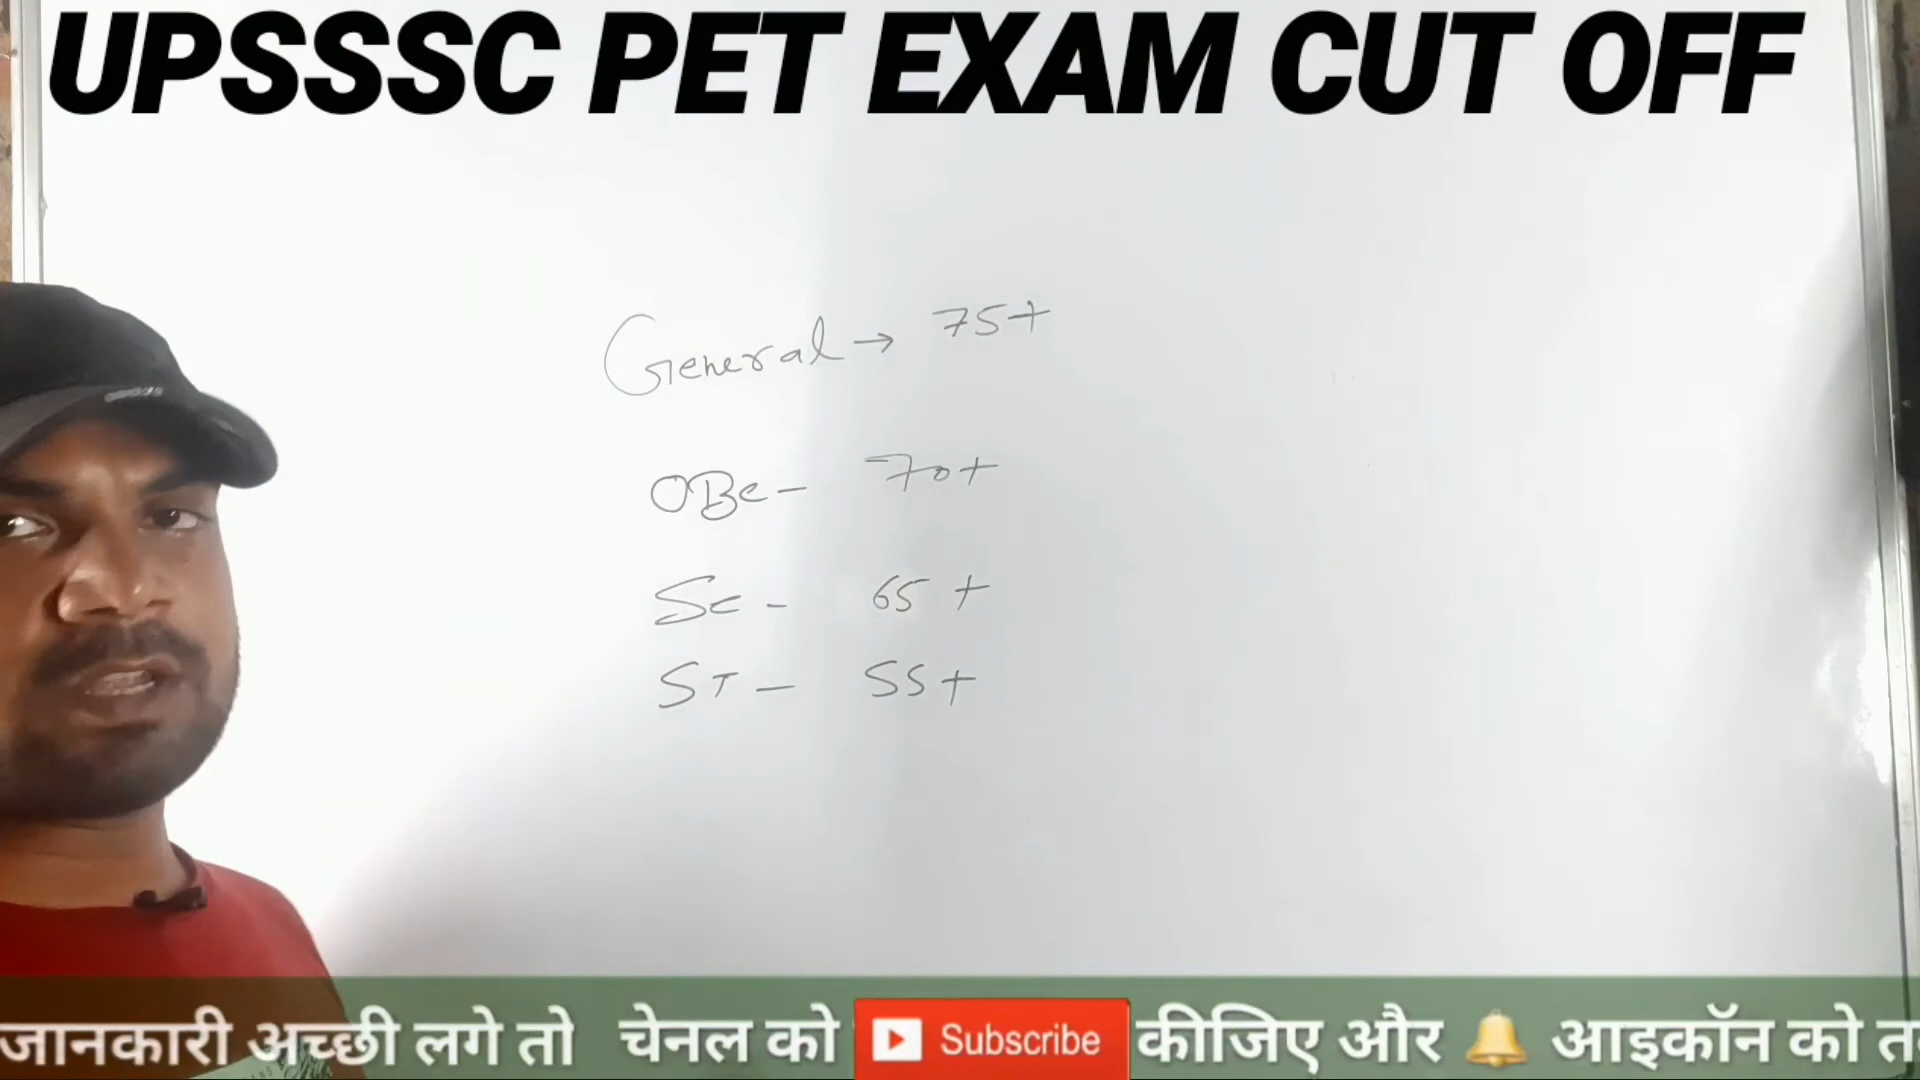 UPSSSC PET EXAM CUT OFF
General → 75+
OBC - 70+
SC - 65 +
ST - 55+
जानकारी अच्छी लगे तो चेनल को Subscribe कीजिए और 🔔 आइकॉन को